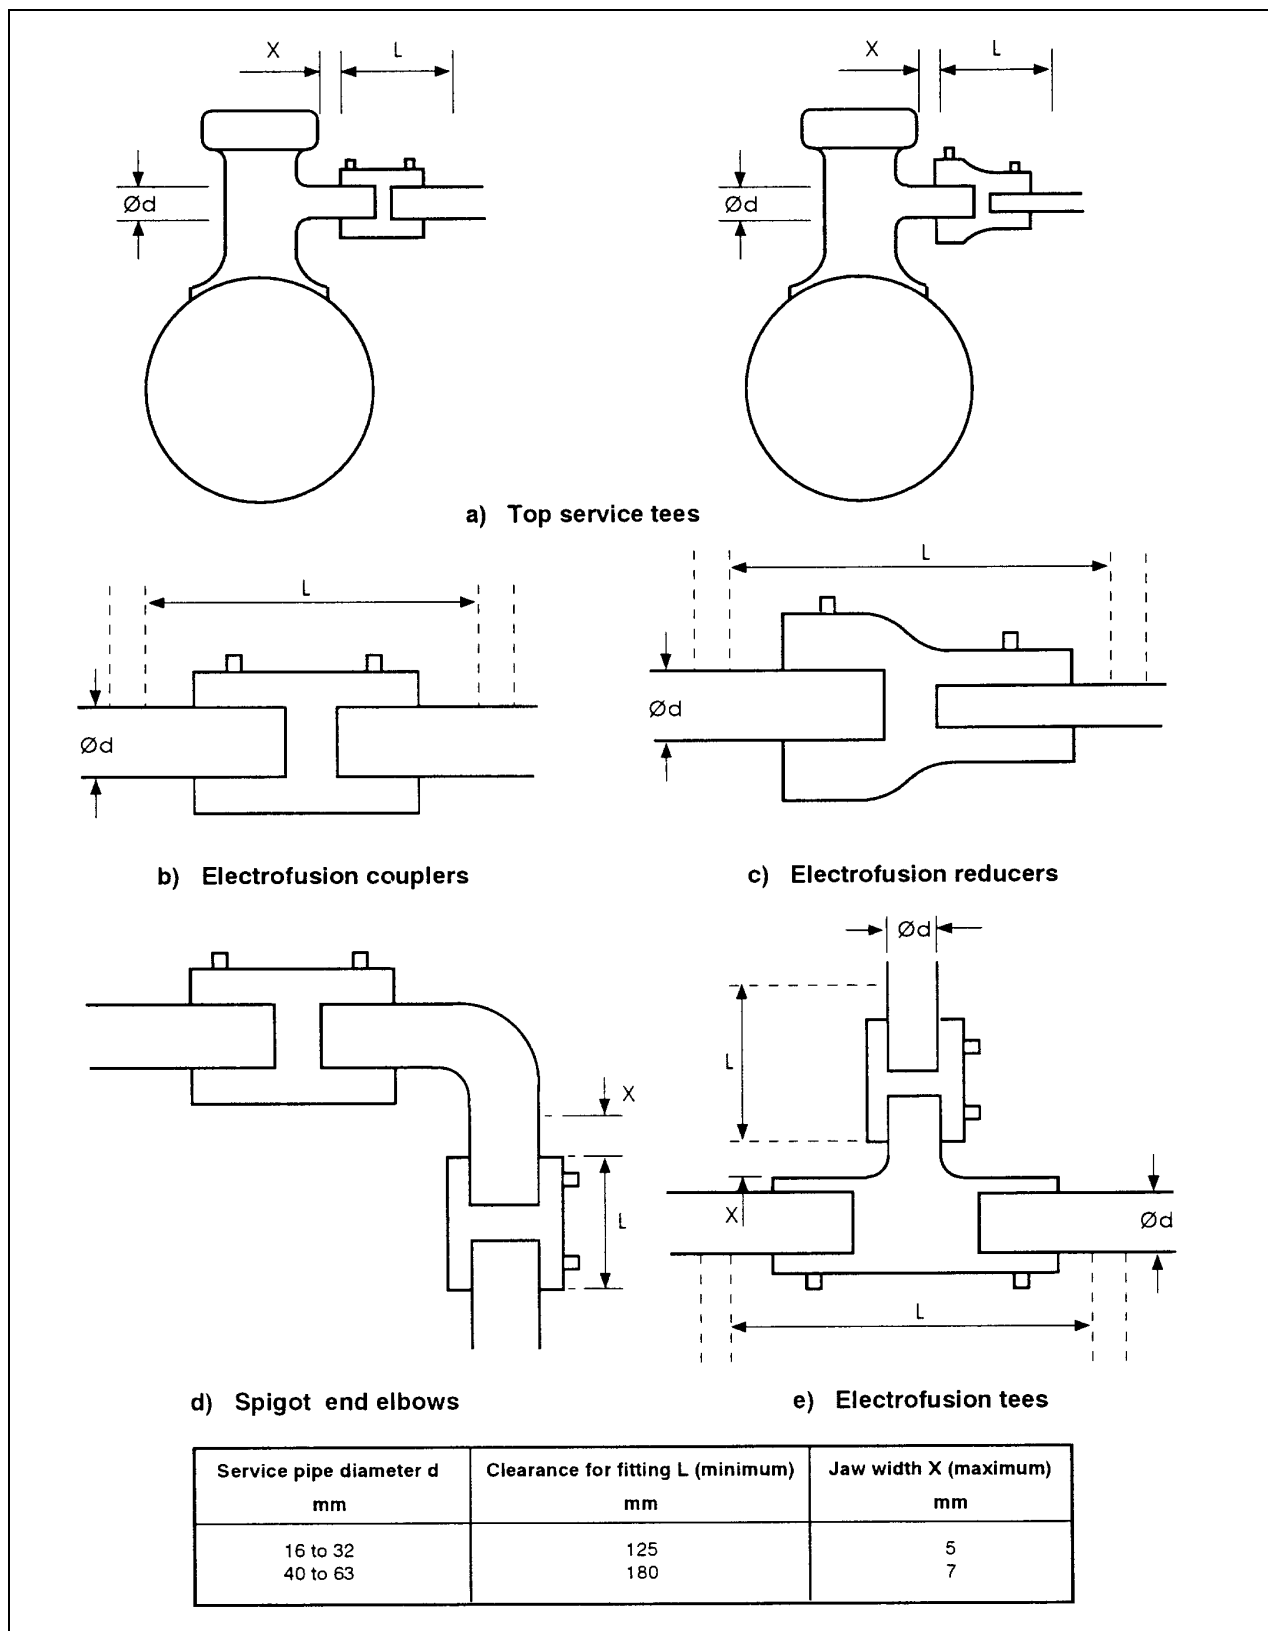 X L X L
Ød Ød
a) Top service tees
L L
Ød Ød
b) Electrofusion couplers c) Electrofusion reducers
Ød
X
L
L
X
Ød
L
d) Spigot end elbows e) Electrofusion tees
Service pipe diameter d Clearance for fitting L (minimum) Jaw width X (maximum)
mm mm mm
16 to 32 125 5
40 to 63 180 7